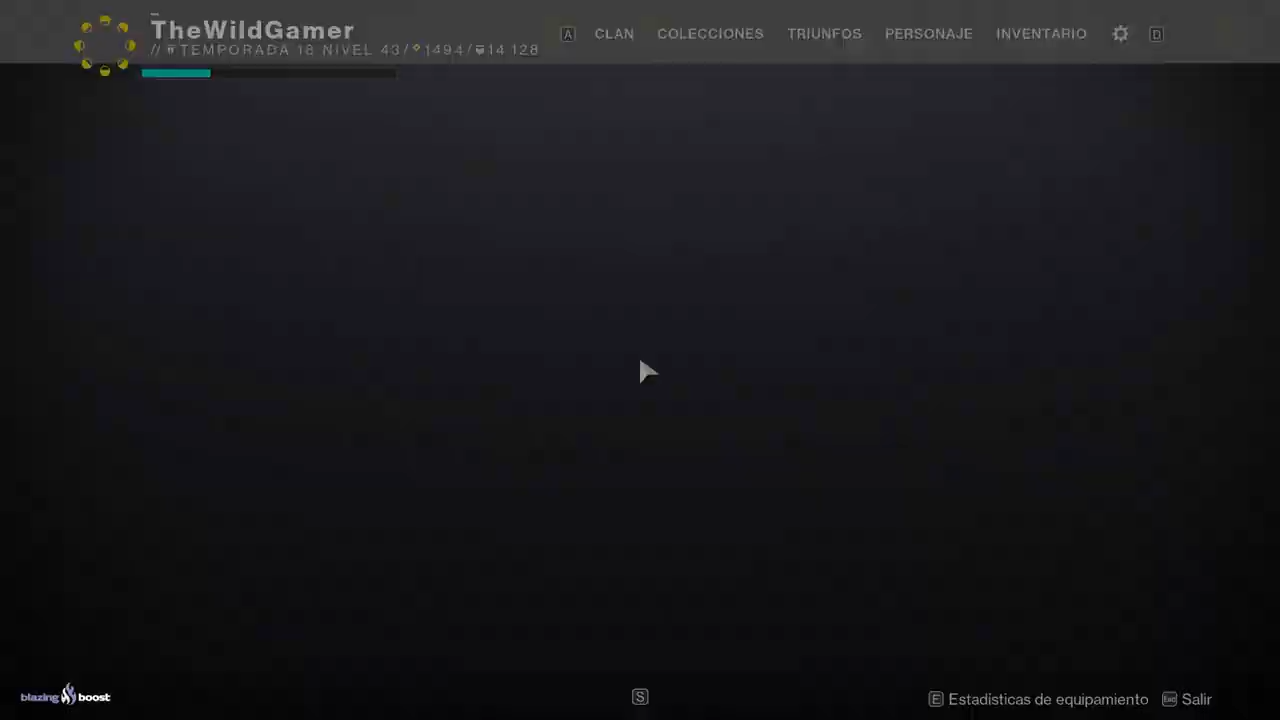 TheWildGamer
// TEMPORADA 18 NIVEL 43/ 1494/ 14 128
A CLAN COLECCIONES TRIUNFOS PERSONAJE INVENTARIO D
blazing boost
S
E Estadísticas de equipamiento Esc Salir